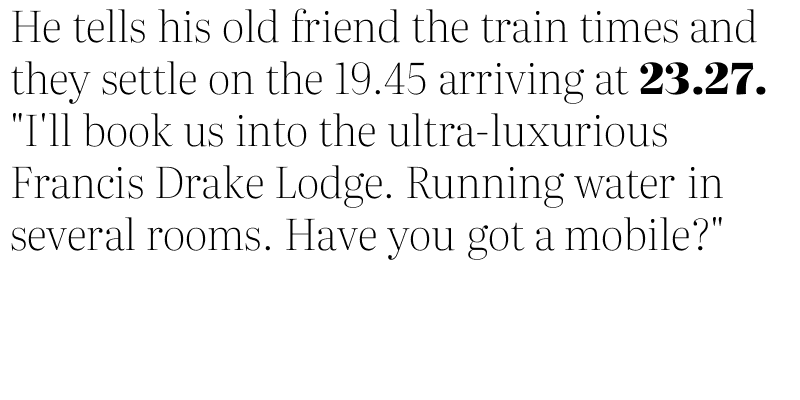 He tells his old friend the train times and
they settle on the 19.45 arriving at 23.27.
"I'll book us into the ultra-luxurious
Francis Drake Lodge. Running water in
several rooms. Have you got a mobile?"